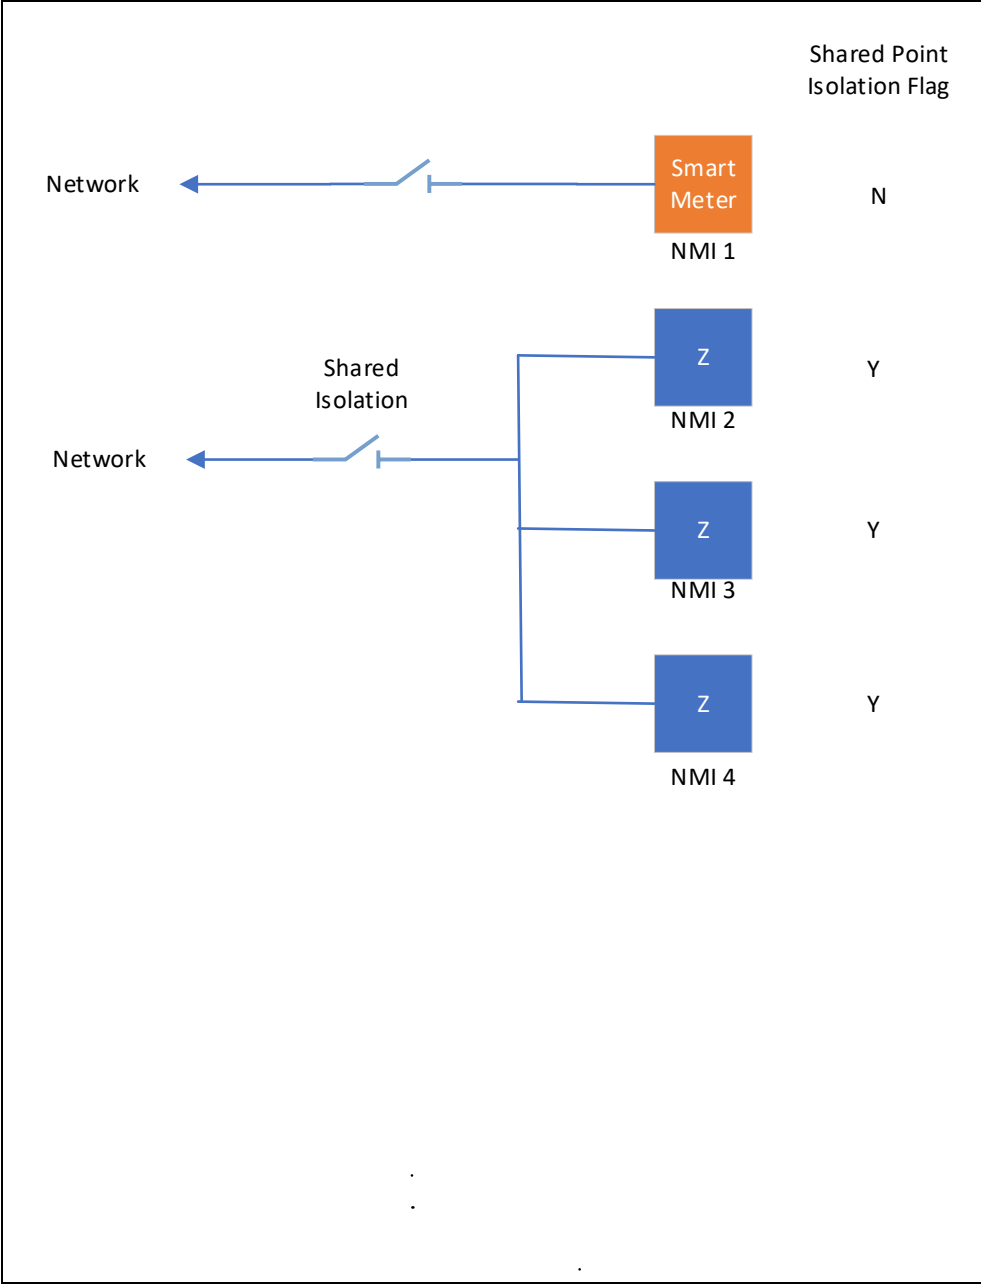 Shared Point
Isolation Flag
Network
Smart
Meter
N
NMI 1
Z
Y
NMI 2
Shared
Isolation
Network
Z
Y
NMI 3
Z
Y
NMI 4
.
.
.